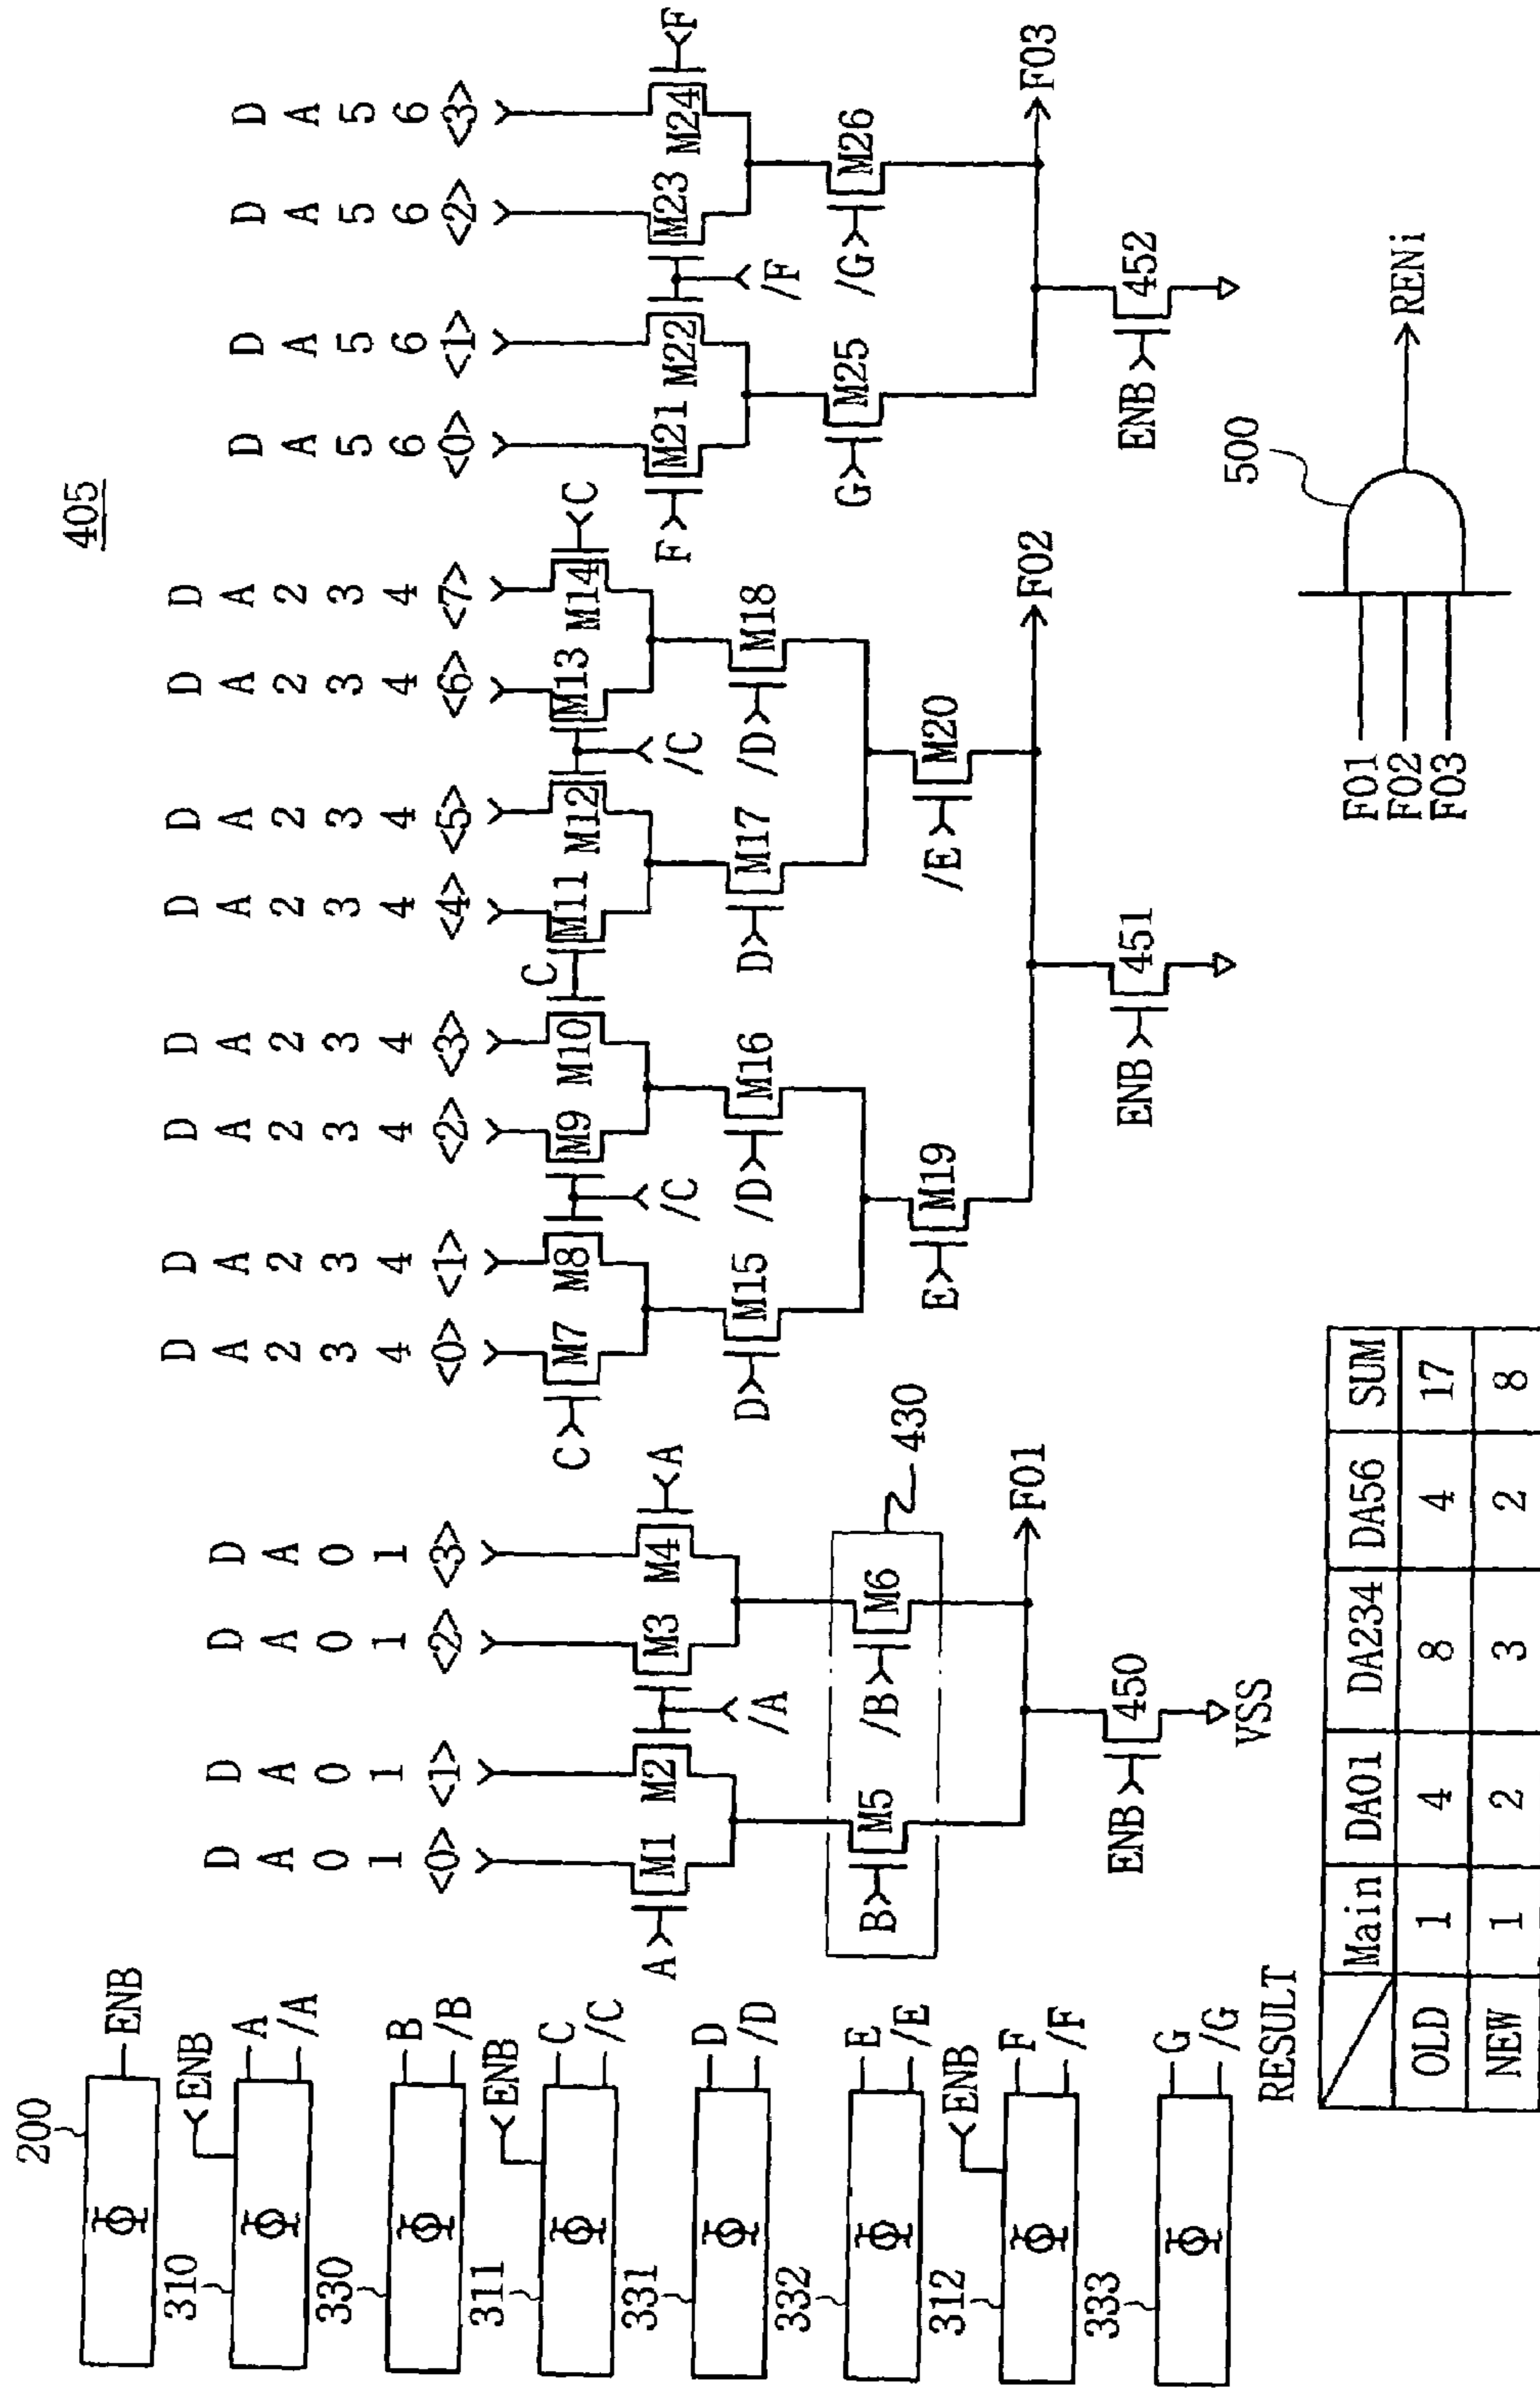 405
200
ENB
310
ENB
A
/A
330
B
/B
311
ENB
C
/C
331
D
/D
332
E
/E
312
ENB
F
/F
333
G
/G
DA01<0>
DA01<1>
DA01<2>
DA01<3>
A
M1
M2
/A
M3
M4
A
B
M5
/B
M6
430
F01
ENB
450
VSS
DA234<0>
DA234<1>
DA234<2>
DA234<3>
DA234<4>
DA234<5>
DA234<6>
DA234<7>
C
M7
M8
/C
M9
M10
C
M11
M12
/C
M13
M14
C
D
M15
/D
M16
D
M17
/D
M18
E
M19
/E
M20
F02
ENB
451
DA56<0>
DA56<1>
DA56<2>
DA56<3>
F
M21
M22
/F
M23
M24
F
G
M25
/G
M26
F03
ENB
452
500
F01
F02
F03
RENi
RESULT
Main DA01 DA234 DA56 SUM
OLD 1 4 8 4 17
NEW 1 2 3 2 8